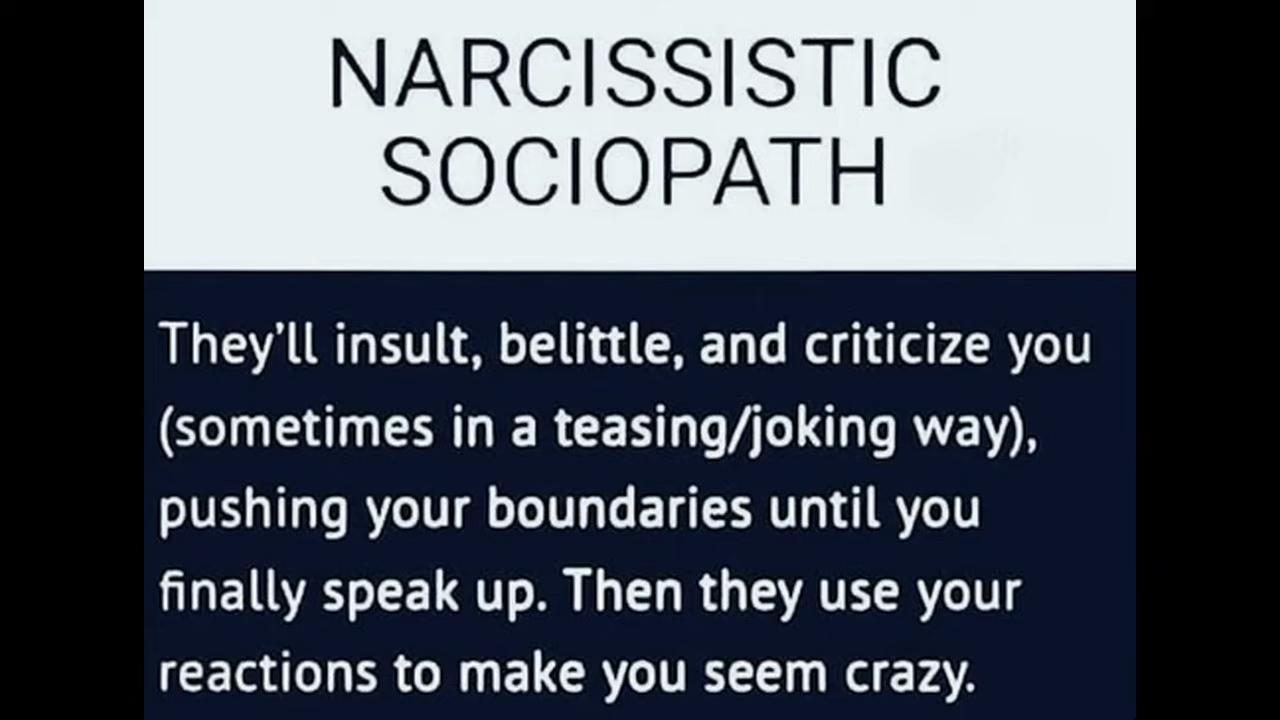 NARCISSISTIC
SOCIOPATH
They’ll insult, belittle, and criticize you
(sometimes in a teasing/joking way),
pushing your boundaries until you
finally speak up. Then they use your
reactions to make you seem crazy.